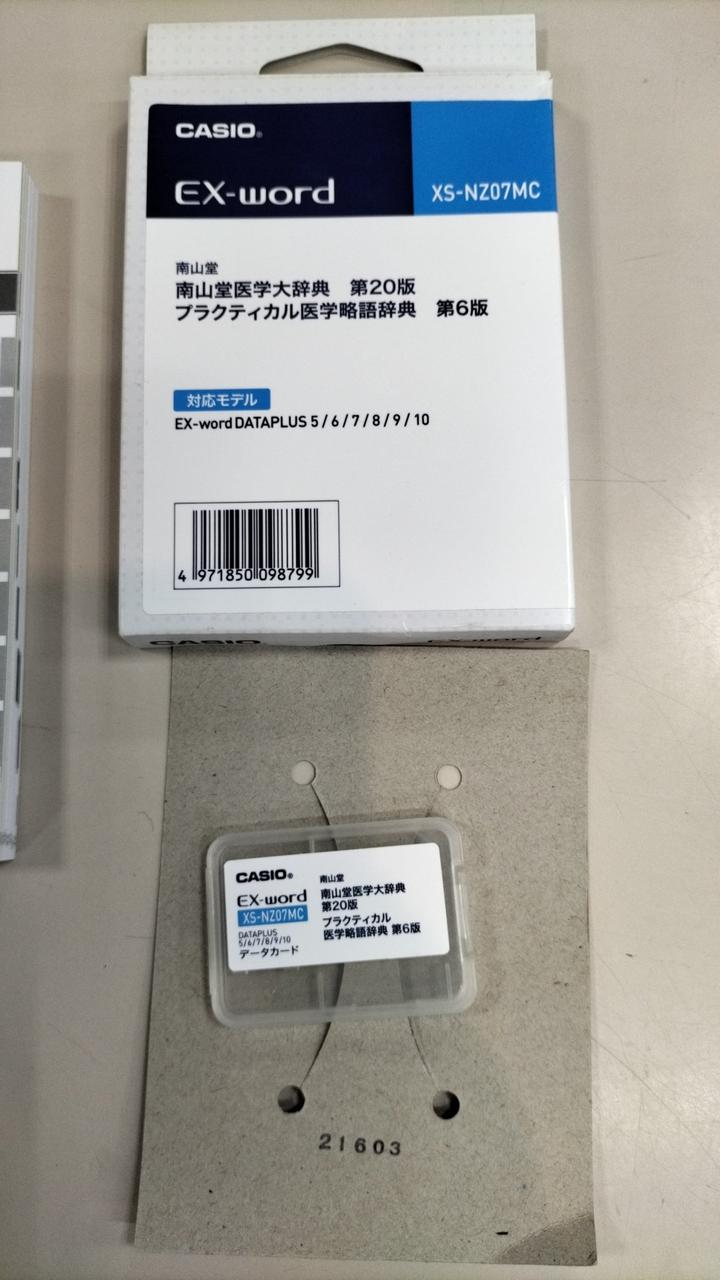 CASIO®
EX-word
XS-NZ07MC
南山堂
南山堂医学大辞典 第20版
プラクティカル医学略語辞典 第6版
対応モデル
EX-word DATAPLUS 5/6/7/8/9/10
4 971850 098799
CASIO
EX-word
CASIO®
EX-word
XS-NZ07MC
DATAPLUS
5/6/7/8/9/10
データカード
南山堂
南山堂医学大辞典
第20版
プラクティカル
医学略語辞典 第6版
21603